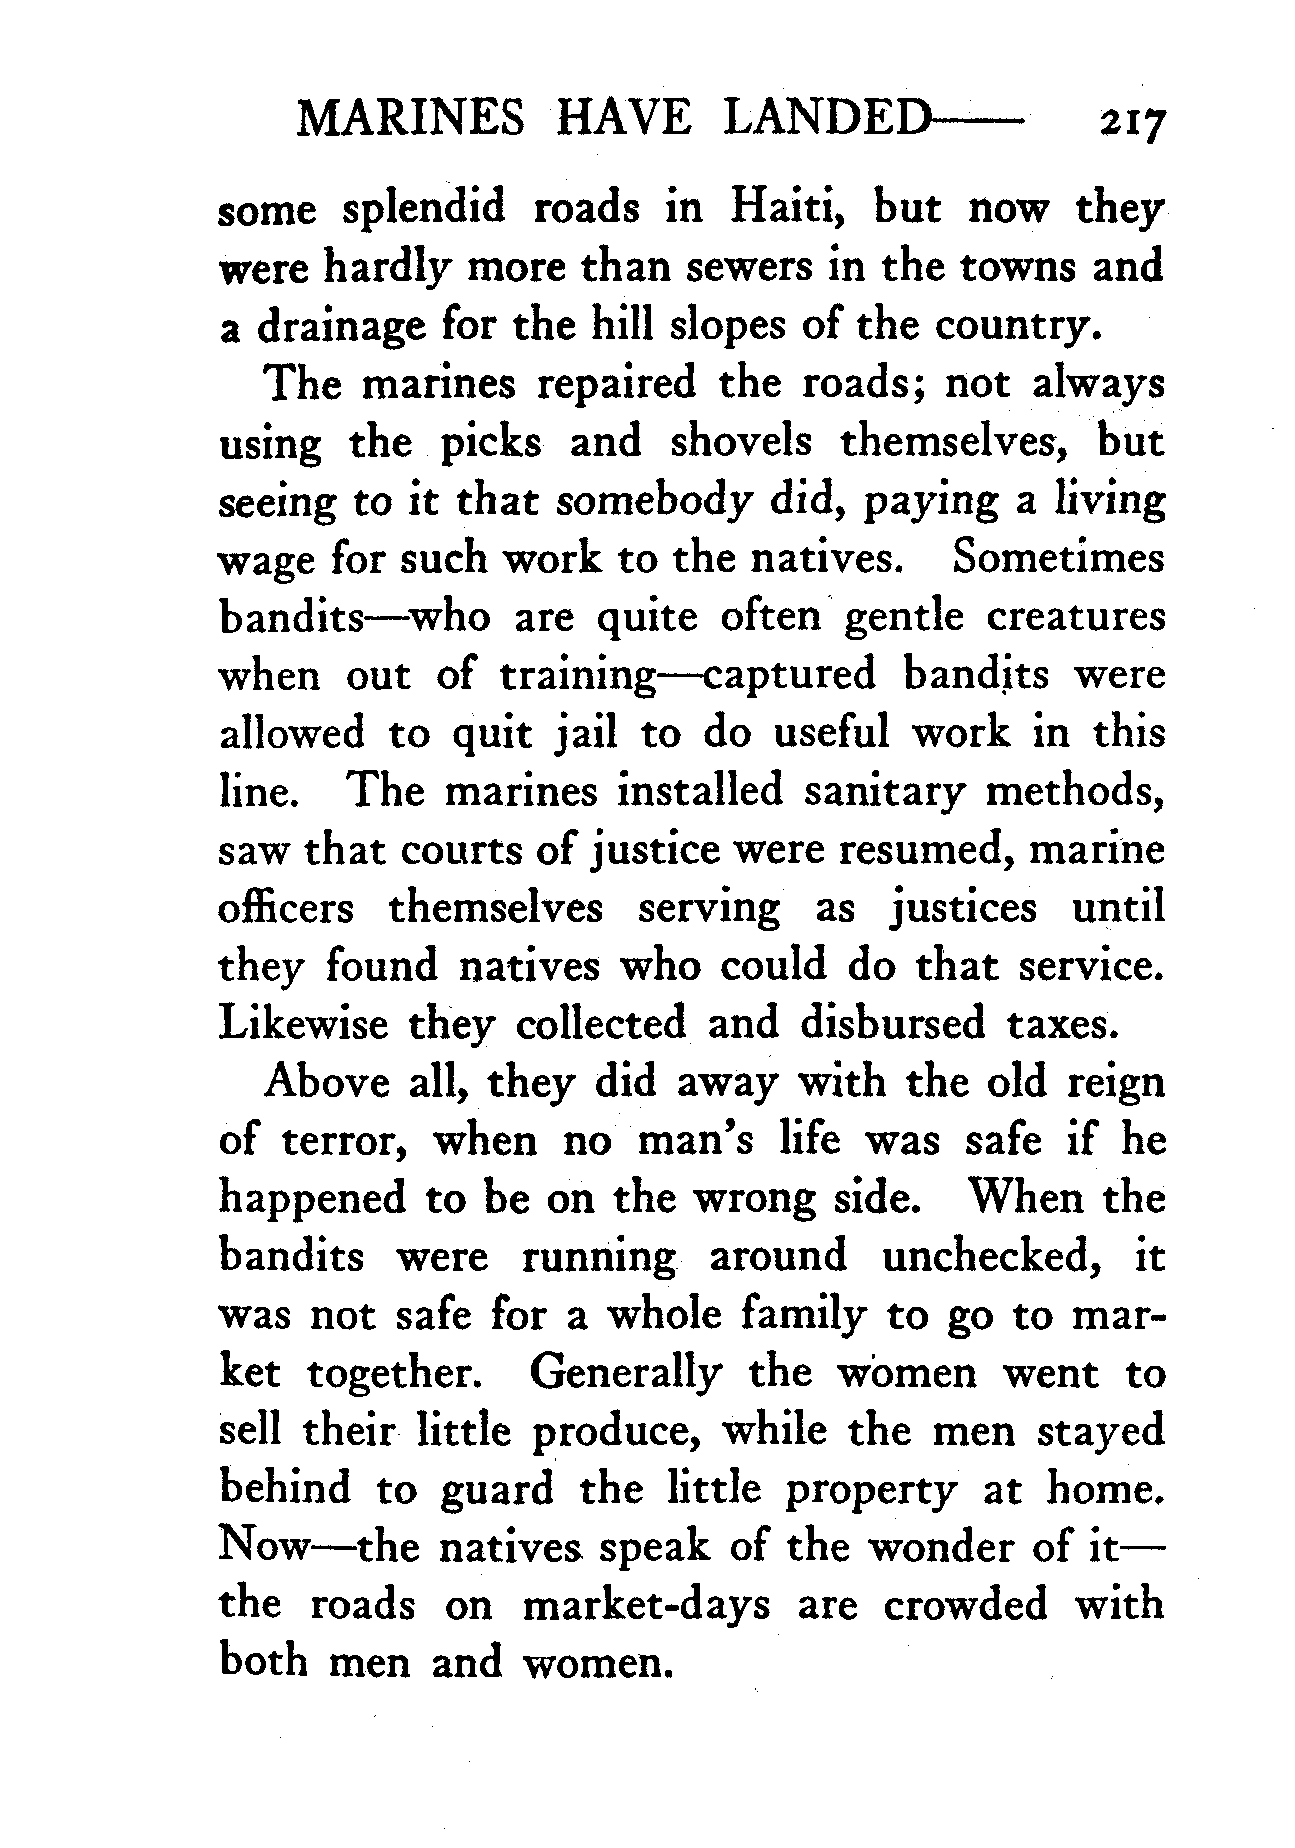 MARINES HAVE LANDED—— 217
some splendid roads in Haiti, but now they
were hardly more than sewers in the towns and
a drainage for the hill slopes of the country.
The marines repaired the roads; not always
using the picks and shovels themselves, but
seeing to it that somebody did, paying a living
wage for such work to the natives. Sometimes
bandits—who are quite often gentle creatures
when out of training—captured bandits were
allowed to quit jail to do useful work in this
line. The marines installed sanitary methods,
saw that courts of justice were resumed, marine
officers themselves serving as justices until
they found natives who could do that service.
Likewise they collected and disbursed taxes.
Above all, they did away with the old reign
of terror, when no man's life was safe if he
happened to be on the wrong side. When the
bandits were running around unchecked, it
was not safe for a whole family to go to mar-
ket together. Generally the women went to
sell their little produce, while the men stayed
behind to guard the little property at home.
Now—the natives speak of the wonder of it—
the roads on market-days are crowded with
both men and women.